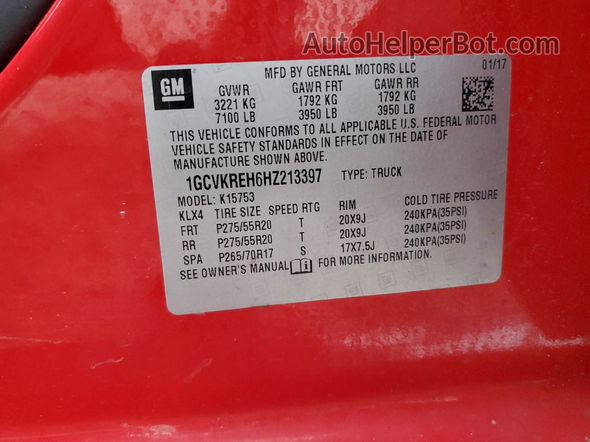 AutoHelperBot.com
GM
MFD BY GENERAL MOTORS LLC 01/17
GVWR GAWR FRT GAWR RR
3221 KG 1792 KG 1792 KG
7100 LB 3950 LB 3950 LB
THIS VEHICLE CONFORMS TO ALL APPLICABLE U.S. FEDERAL MOTOR
VEHICLE SAFETY STANDARDS IN EFFECT ON THE DATE OF
MANUFACTURE SHOWN ABOVE.
1GCVKREH6HZ213397 TYPE: TRUCK
MODEL: K15753
KLX4 TIRE SIZE SPEED RTG RIM COLD TIRE PRESSURE
FRT P275/55R20 T 20X9J 240KPA(35PSI)
RR P275/55R20 T 20X9J 240KPA(35PSI)
SPA P265/70R17 S 17X7.5J 240KPA(35PSI)
SEE OWNER'S MANUAL FOR MORE INFORMATION.